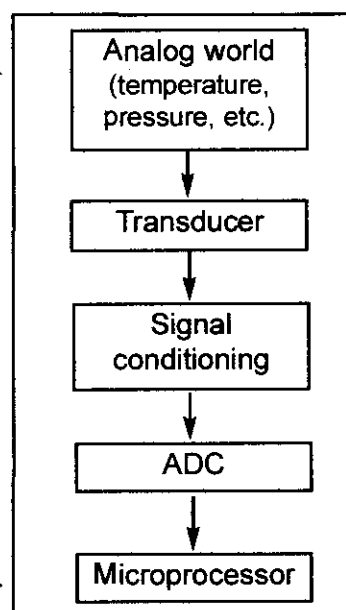 Analog world
(temperature,
pressure, etc.)
Transducer
Signal
conditioning
ADC
Microprocessor